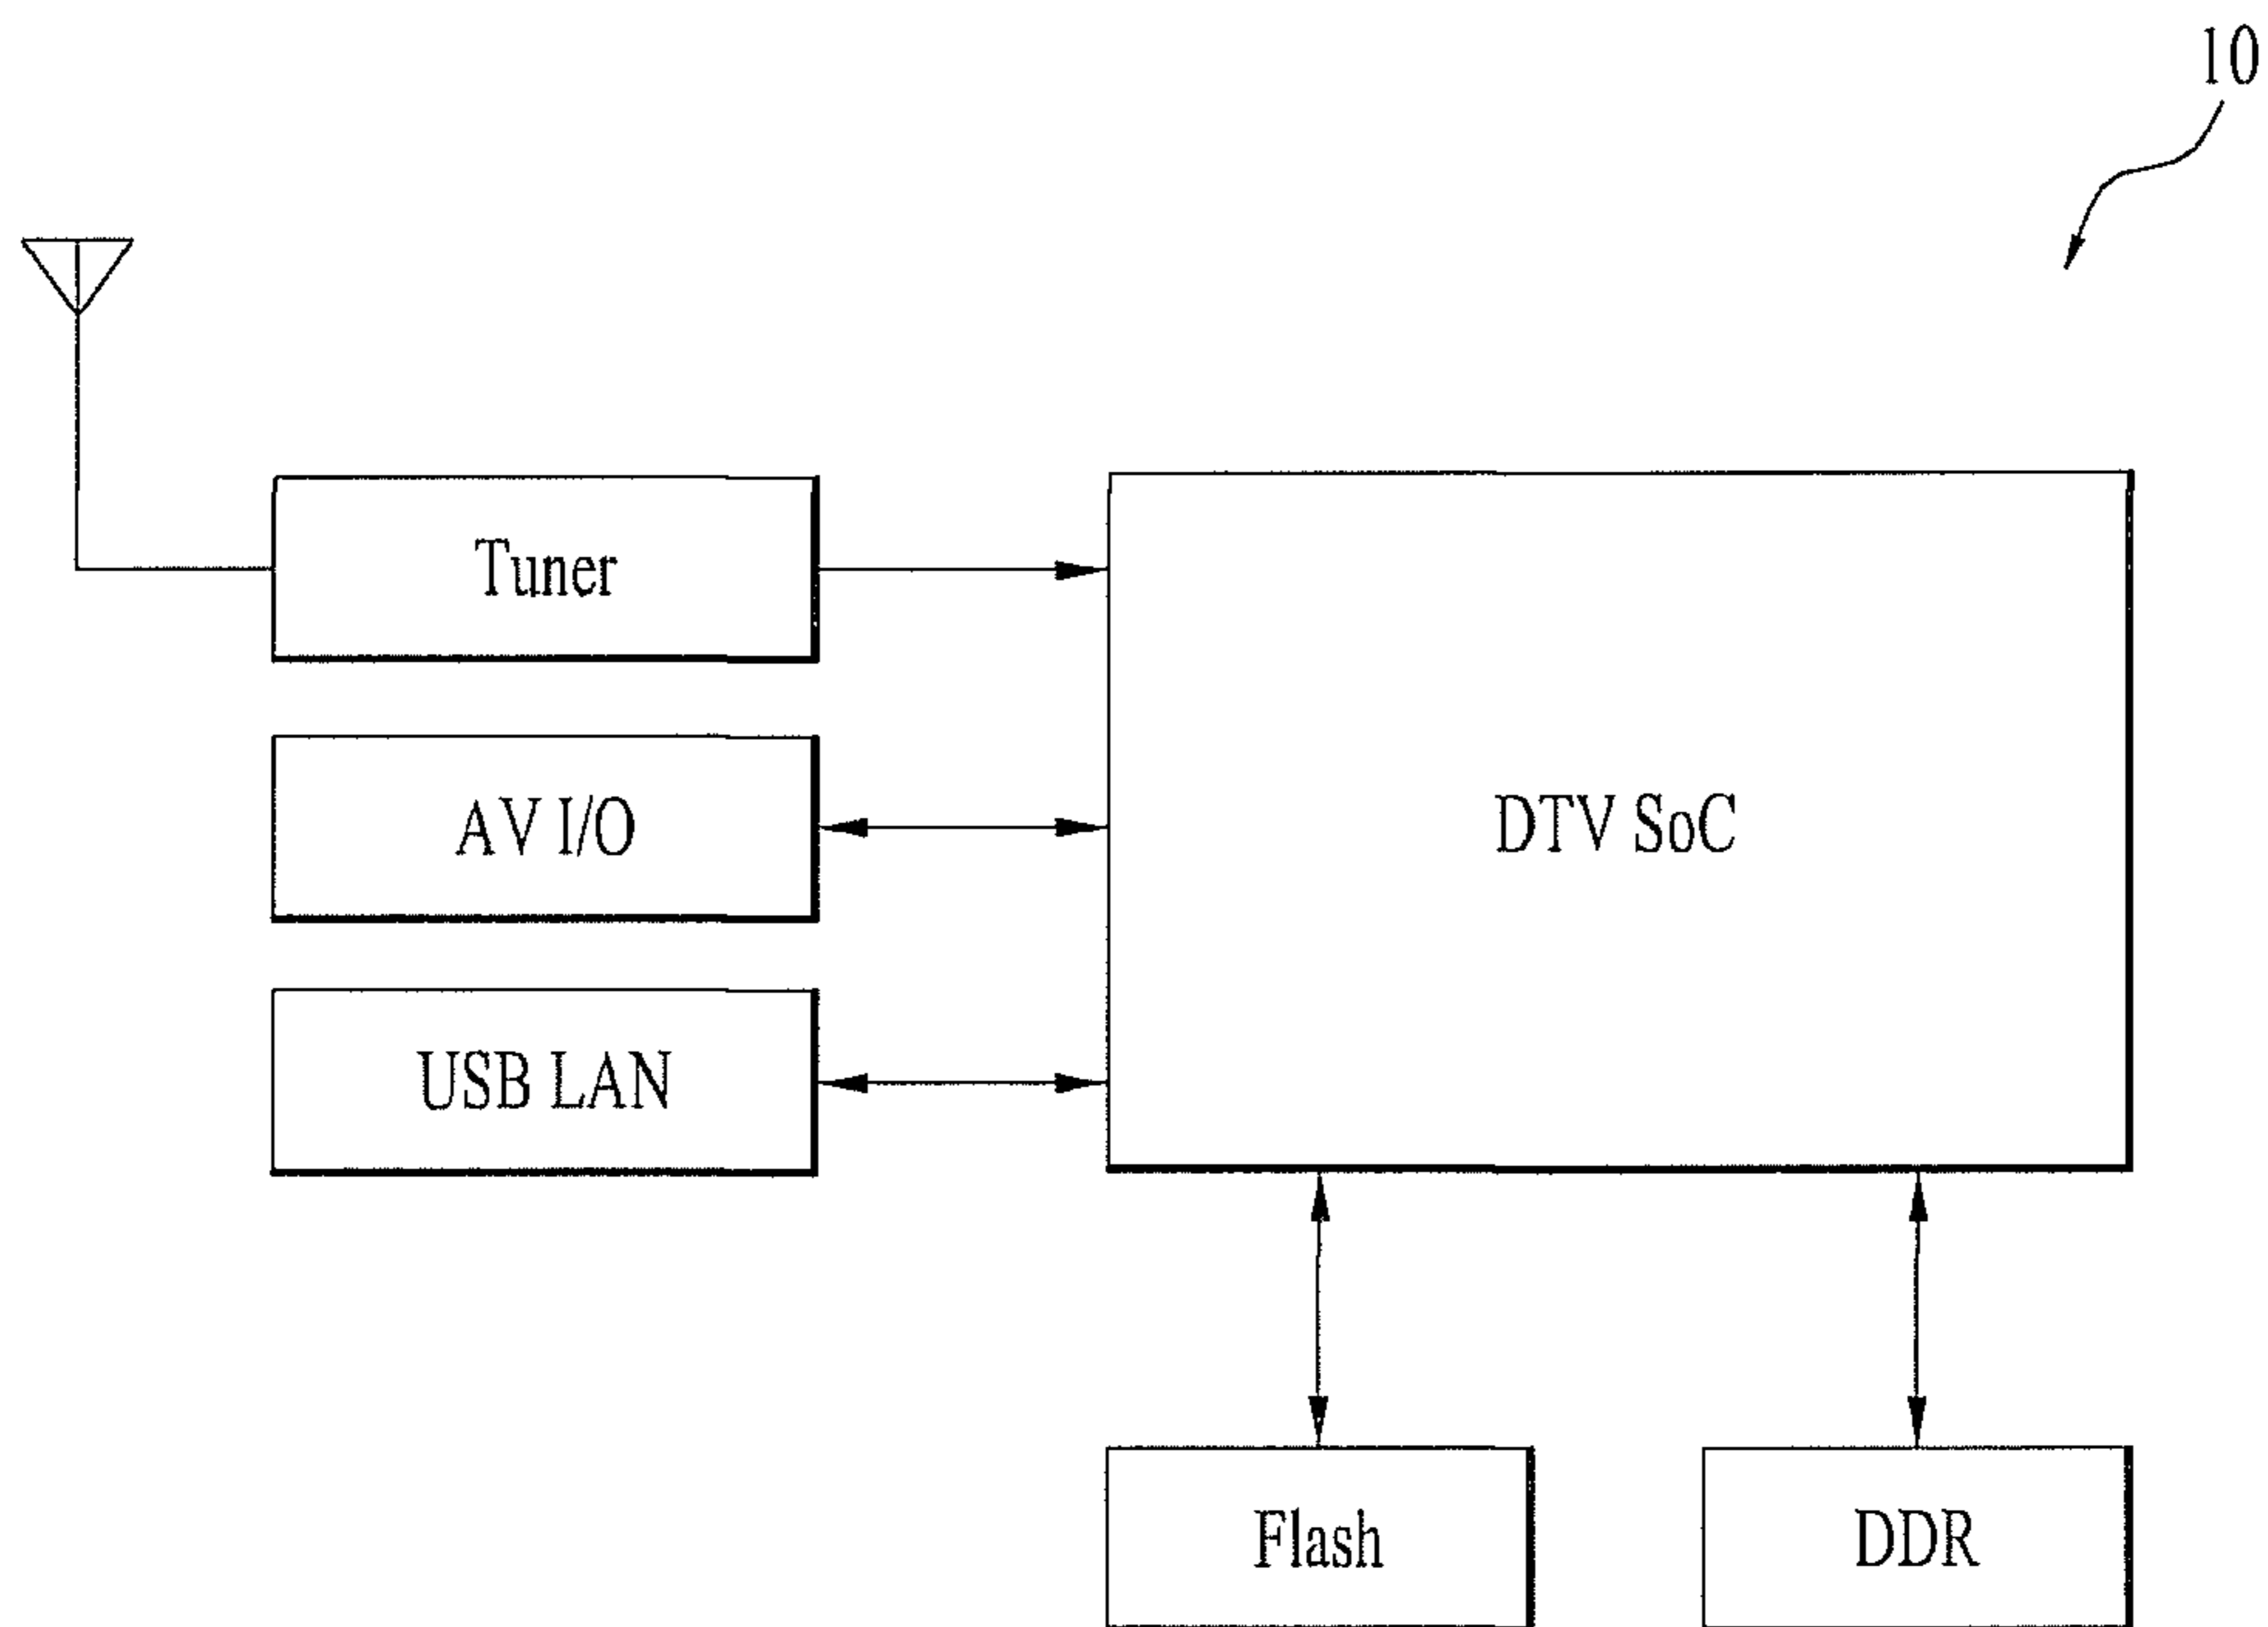 10
Tuner
AV I/O
USB LAN
DTV SoC
Flash
DDR